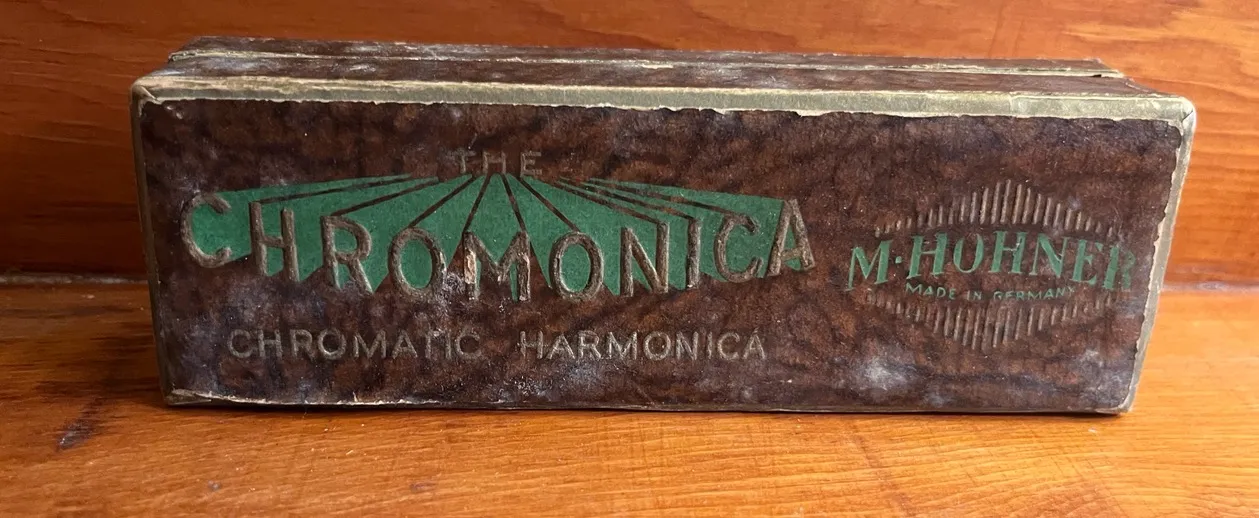 THE
CHROMONICA
CHROMATIC HARMONICA
M·HOHNER
MADE IN GERMANY